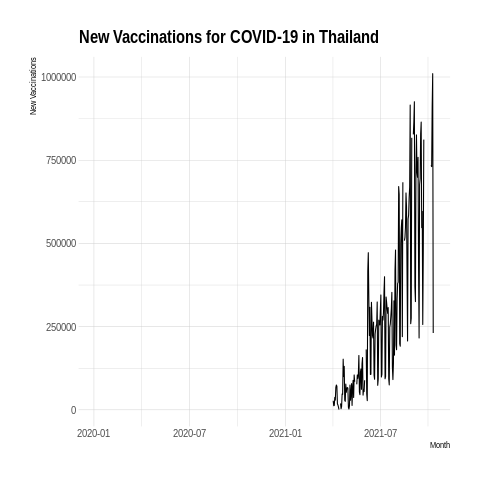 New Vaccinations for COVID-19 in Thailand
New Vaccinations
1000000
750000
500000
250000
0
2020-01 2020-07 2021-01 2021-07
Month